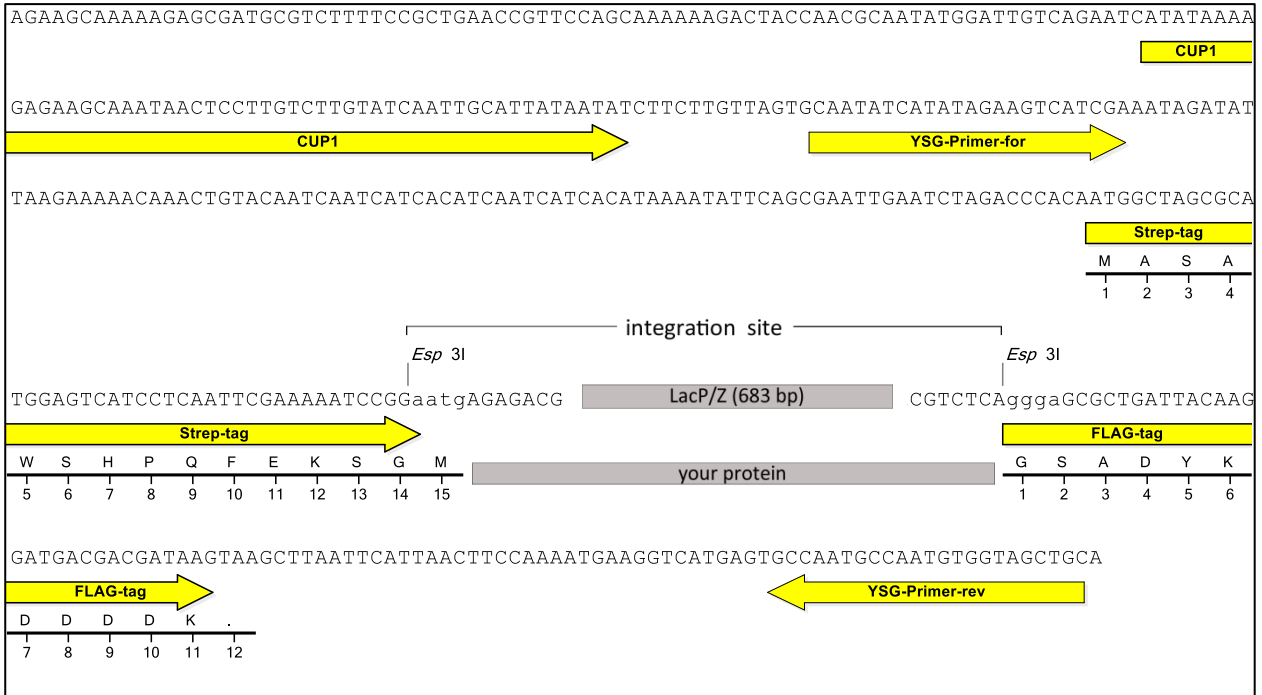 AGAAGCAAAAAGAGCGATGCGTCTTTTCCGCTGAACCGTTCCAGCAAAAAAGACTACCAACGCAATATGGATTGTCAGAATCATATAAAA
CUP1
GAGAAGCAAATAACTCCTTGTCTTGTATCAATTGCATTATAATATCTTCTTGTTAGTGCAATATCATATAGAAGTCATCGAAATAGATAT
CUP1 YSG-Primer-for
TAAGAAAAACAAACTGTACAATCAATCATCACATCAATCATCACATAAAATATTCAGCGAATTGAATCTAGACCCACAATGGCTAGCGCA
Strep-tag
M A S A
1 2 3 4
integration site
Esp 3I Esp 3I
TGGAGTCATCCTCAATTCGAAAAATCCGGaatgAGAGACG LacP/Z (683 bp) CGTCTCAgggaGCGCTGATTACAAG
Strep-tag FLAG-tag
W S H P Q F E K S G M your protein G S A D Y K
5 6 7 8 9 10 11 12 13 14 15 1 2 3 4 5 6
GATGACGACGATAAGTAAGCTTAATTCATTAACTTCCAAAATGAAGGTCATGAGTGCCAATGCCAATGTGGTAGCTGCA
FLAG-tag YSG-Primer-rev
D D D D K .
7 8 9 10 11 12